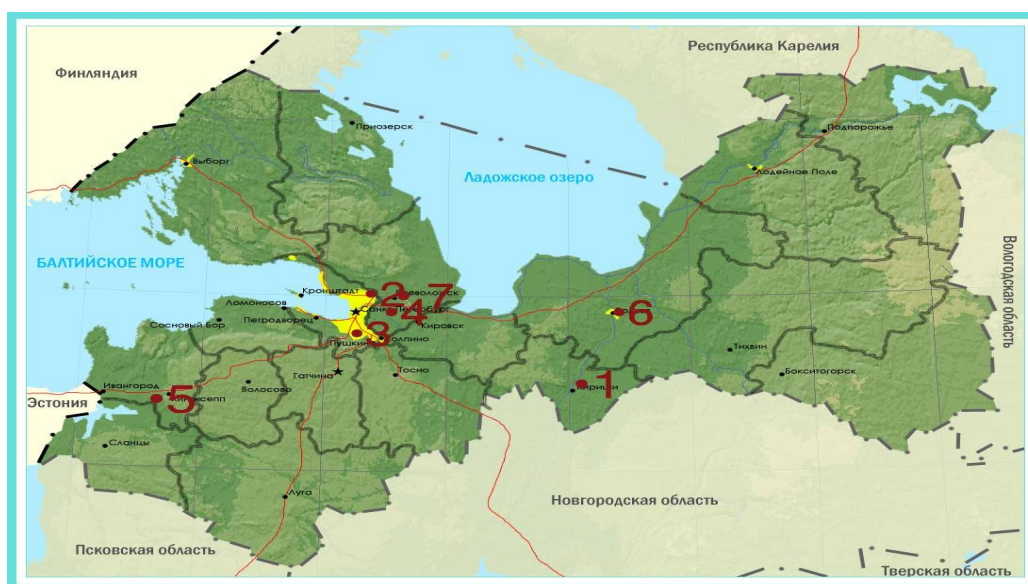 Республика Карелия
Финляндия
Приозерск
Подпорожье
Выборг
Лодейное Поле
Ладожское озеро
БАЛТИЙСКОЕ МОРЕ
Вологодская область
Кронштадт
2
7
4
Ломоносов
6
Сосновый Бор
Петродворец
Кировск
3
Пушкин
Тихвин
Гатчина
Тосно
Бокситогорск
Ивангород
Волосово
1
Кириши
5
Эстония
Сланцы
Луга
Новгородская область
Псковская область
Тверская область